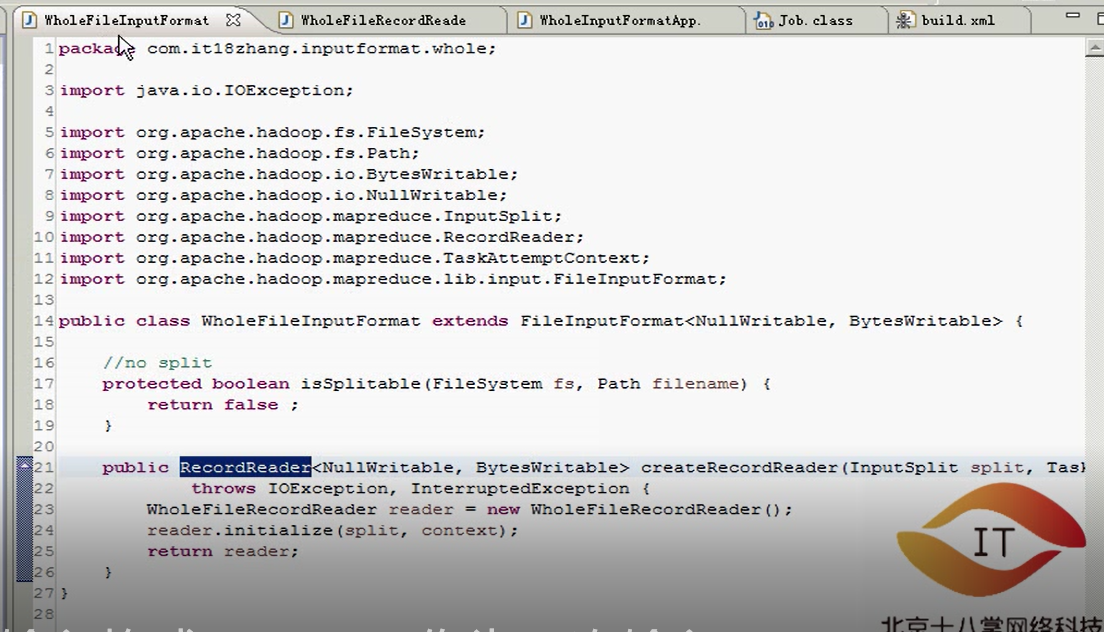 WholeFileInputFormat
WholeFileRecordReade
WholeInputFormatApp.
Job.class
build.xml
1 package com.it18zhang.inputformat.whole;
2
3 import java.io.IOException;
4
5 import org.apache.hadoop.fs.FileSystem;
6 import org.apache.hadoop.fs.Path;
7 import org.apache.hadoop.io.BytesWritable;
8 import org.apache.hadoop.io.NullWritable;
9 import org.apache.hadoop.mapreduce.InputSplit;
10 import org.apache.hadoop.mapreduce.RecordReader;
11 import org.apache.hadoop.mapreduce.TaskAttemptContext;
12 import org.apache.hadoop.mapreduce.lib.input.FileInputFormat;
13
14 public class WholeFileInputFormat extends FileInputFormat<NullWritable, BytesWritable> {
15
16 //no split
17 protected boolean isSplitable(FileSystem fs, Path filename) {
18 return false ;
19 }
20
21 public RecordReader<NullWritable, BytesWritable> createRecordReader(InputSplit split, Task
22 throws IOException, InterruptedException {
23 WholeFileRecordReader reader = new WholeFileRecordReader();
24 reader.initialize(split, context);
25 return reader;
26 }
27 }
28
IT
北京十八掌网络科技